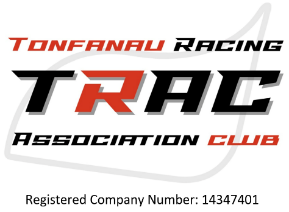 Tonfanau Racing
TRAC
Association club
Registered Company Number: 14347401